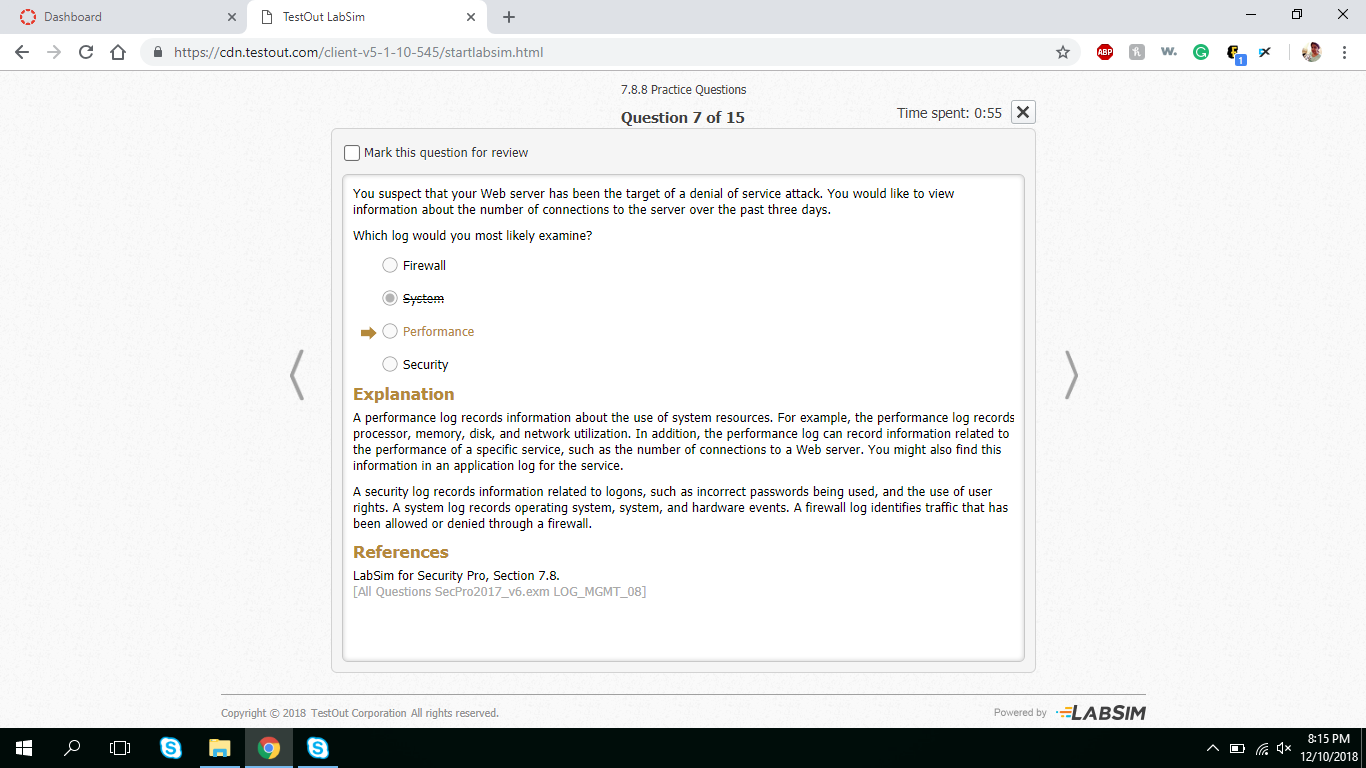 Dashboard
TestOut LabSim
https://cdn.testout.com/client-v5-1-10-545/startlabsim.html
ABP
w.
1
7.8.8 Practice Questions
Question 7 of 15
Time spent: 0:55
Mark this question for review
You suspect that your Web server has been the target of a denial of service attack. You would like to view
information about the number of connections to the server over the past three days.
Which log would you most likely examine?
Firewall
System
Performance
Security
Explanation
A performance log records information about the use of system resources. For example, the performance log records
processor, memory, disk, and network utilization. In addition, the performance log can record information related to
the performance of a specific service, such as the number of connections to a Web server. You might also find this
information in an application log for the service.
A security log records information related to logons, such as incorrect passwords being used, and the use of user
rights. A system log records operating system, system, and hardware events. A firewall log identifies traffic that has
been allowed or denied through a firewall.
References
LabSim for Security Pro, Section 7.8.
[All Questions SecPro2017_v6.exm LOG_MGMT_08]
Copyright © 2018 TestOut Corporation All rights reserved.
Powered by LABSIM
8:15 PM
12/10/2018